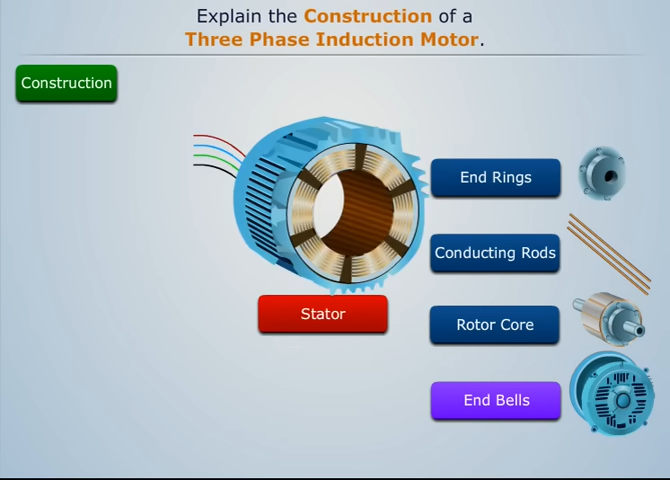 Explain the Construction of a
Three Phase Induction Motor.
Construction
End Rings
Conducting Rods
Stator
Rotor Core
End Bells